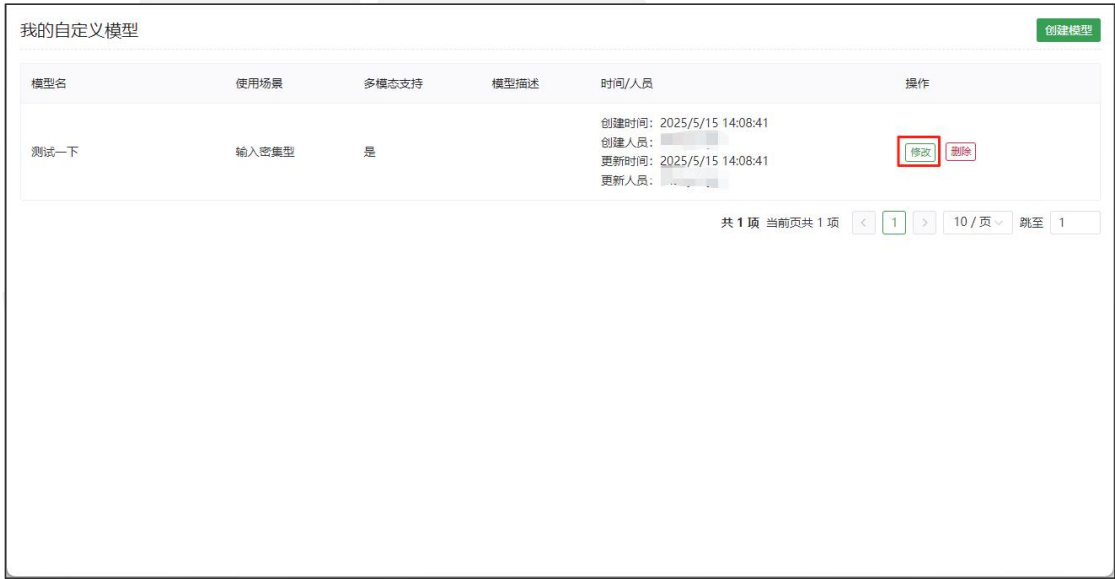 我的自定义模型
创建模型
模型名 使用场景 多模态支持 模型描述 时间/人员 操作
创建时间：2025/5/15 14:08:41
创建人员：
测试一下 输入密集型 是 修改 删除
更新时间：2025/5/15 14:08:41
更新人员：
共 1 项 当前页共 1 项 < 1 > 10 / 页 跳至 1